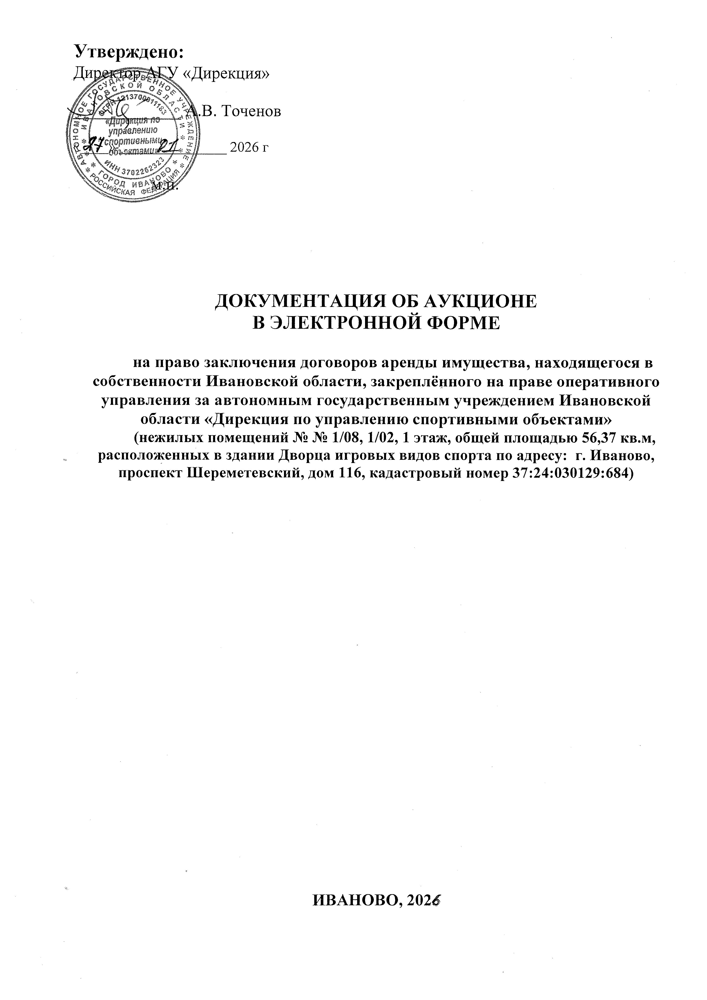 Утверждено:
Директор АГУ «Дирекция»
А.В. Точенов
« 27 » 01 2026 г
м.п.
АВТОНОМНОЕ ГОСУДАРСТВЕННОЕ УЧРЕЖДЕНИЕ
ИВАНОВСКОЙ ОБЛАСТИ
ОГРН 1213700011183
«Дирекция по
управлению
спортивными
объектами»
ИНН 3702262323
ГОРОД ИВАНОВО
РОССИЙСКАЯ ФЕДЕРАЦИЯ
ДОКУМЕНТАЦИЯ ОБ АУКЦИОНЕ
В ЭЛЕКТРОННОЙ ФОРМЕ
на право заключения договоров аренды имущества, находящегося в
собственности Ивановской области, закреплённого на праве оперативного
управления за автономным государственным учреждением Ивановской
области «Дирекция по управлению спортивными объектами»
(нежилых помещений № № 1/08, 1/02, 1 этаж, общей площадью 56,37 кв.м,
расположенных в здании Дворца игровых видов спорта по адресу: г. Иваново,
проспект Шереметевский, дом 116, кадастровый номер 37:24:030129:684)
ИВАНОВО, 2026